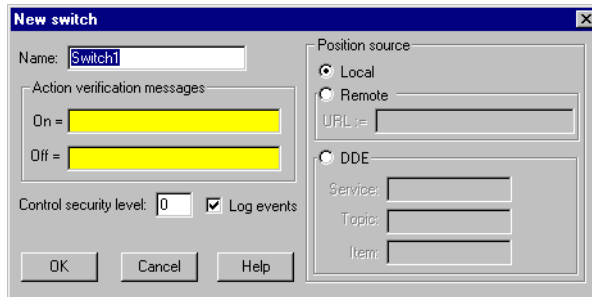 New switch
Name: Switch1
Action verification messages
On =
Off =
Control security level: 0 Log events
OK Cancel Help
Position source
Local
Remote
URL :=
DDE
Service:
Topic:
Item: